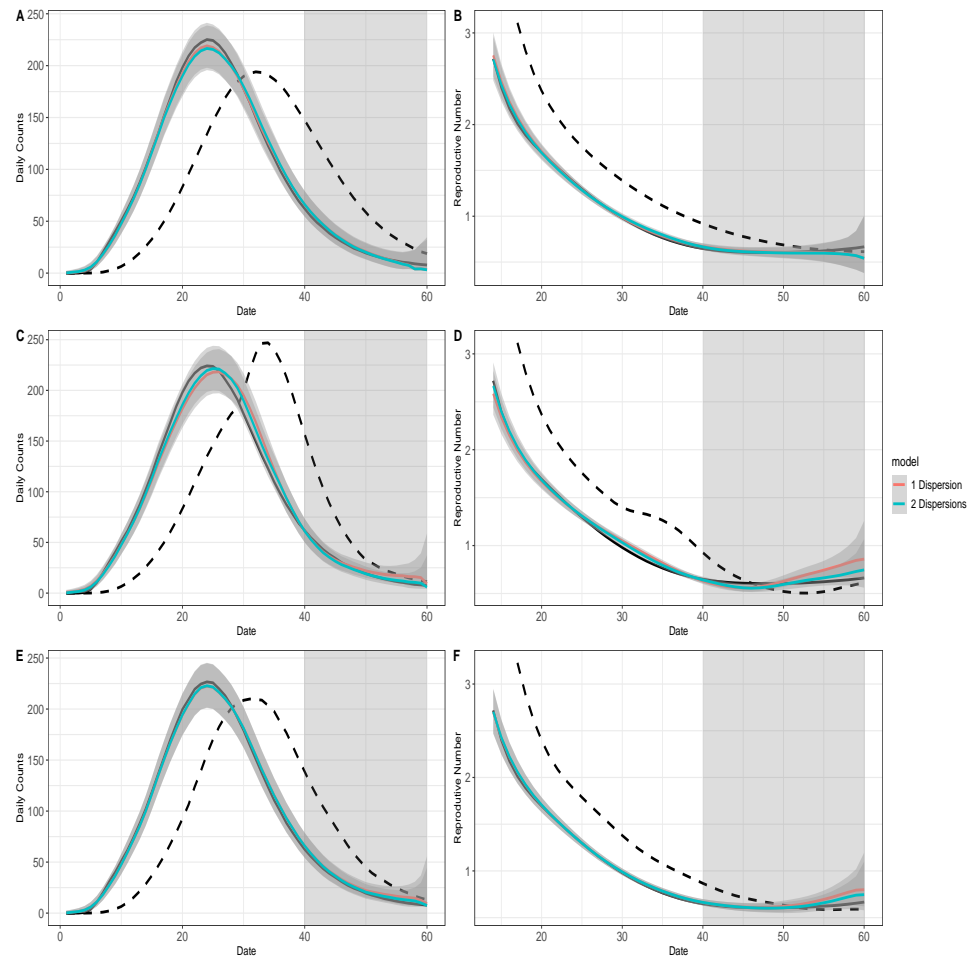 A
250
200
150
100
50
0
Daily Counts
0 20 40 60
Date
B
3
2
1
Reproductive Number
20 30 40 50 60
Date
C
250
200
150
100
50
0
Daily Counts
0 20 40 60
Date
D
3
2
1
Reproductive Number
20 30 40 50 60
Date
model
1 Dispersion
2 Dispersions
E
250
200
150
100
50
0
Daily Counts
0 20 40 60
Date
F
3
2
1
Reprodutive Number
20 30 40 50 60
Date